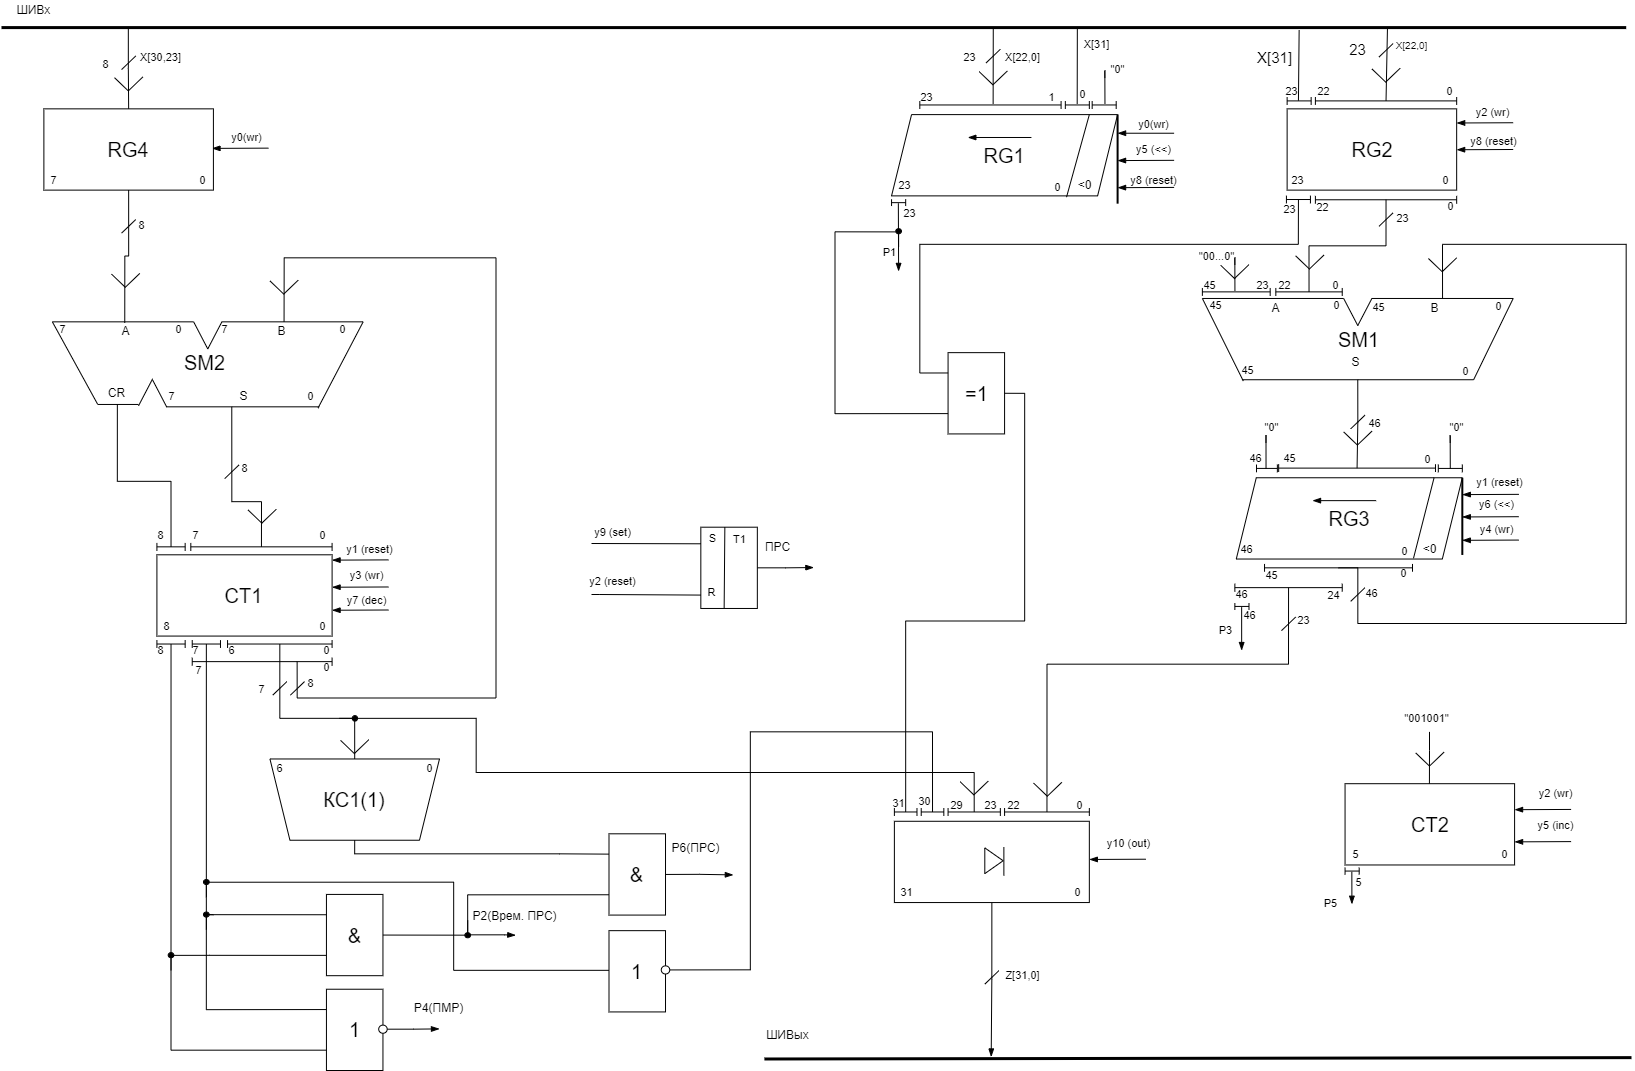 ШИВх
8
X[30,23]
RG4
7
0
y0(wr)
8
7
A
0
7
B
0
SM2
CR
7
S
0
8
8
7
0
CT1
8
0
y1 (reset)
y3 (wr)
y7 (dec)
8
7
6
0
7
0
7
8
6
0
КС1(1)
&
P2(Врем. ПРС)
&
P6(ПРС)
1
P4(ПМР)
1
y9 (set)
y2 (reset)
S
T1
R
ПРС
23
X[22,0]
X[31]
"0"
23
1
0
RG1
23
0
<0
y0(wr)
y5 (<<)
y8 (reset)
23
P1
=1
X[31]
23
X[22,0]
23
22
0
RG2
23
0
y2 (wr)
y8 (reset)
23
22
0
23
"00...0"
45
23
22
0
45
A
0
45
B
0
SM1
S
45
0
46
"0"
"0"
46
45
0
RG3
46
0
<0
y1 (reset)
y6 (<<)
y4 (wr)
45
0
46
24
46
46
P3
23
31
30
29
23
22
0
31
0
y10 (out)
Z[31,0]
ШИВых
"001001"
CT2
5
0
y2 (wr)
y5 (inc)
5
P5